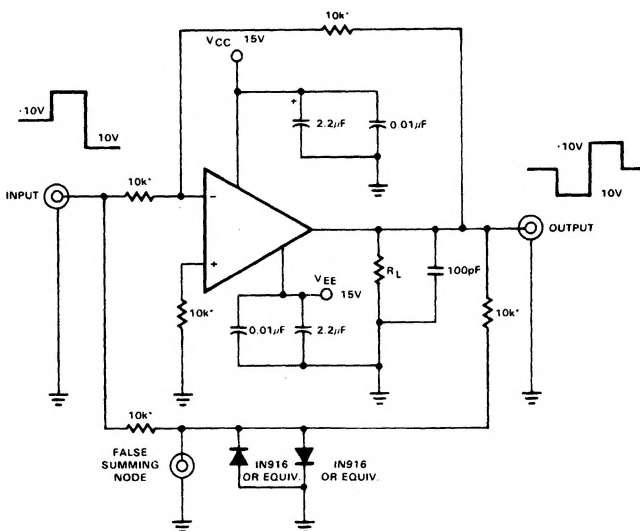 10k*
VCC 15V
+
2.2µF
0.01µF
·10V
10V
+10V
10V
INPUT
10k*
−
+
OUTPUT
RL
100pF
10k*
VEE
15V
10k*
0.01µF
2.2µF
10k*
FALSE
SUMMING
NODE
IN916
OR EQUIV.
IN916
OR EQUIV.